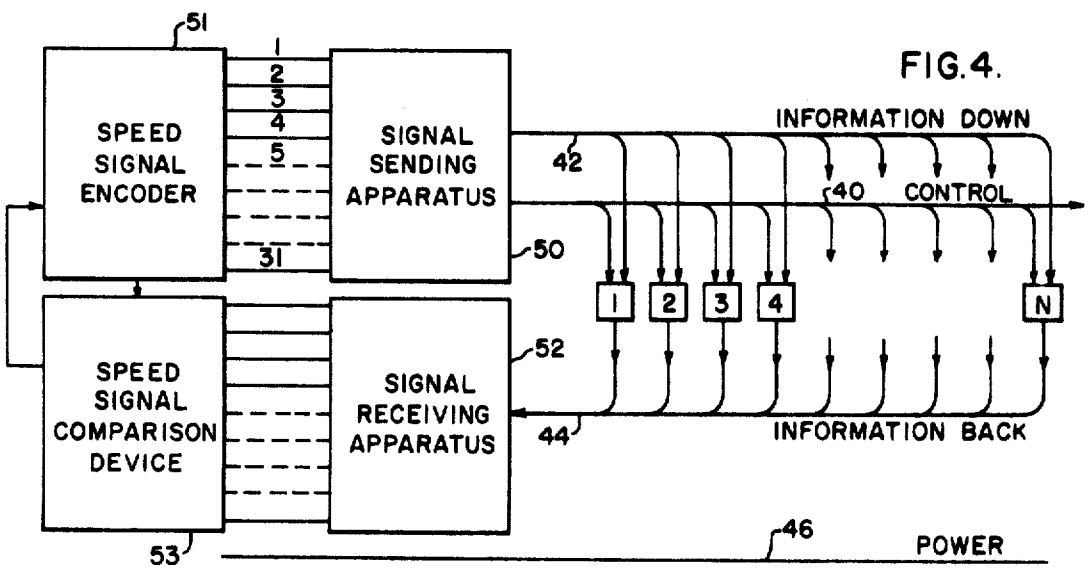 51
FIG.4.
SPEED
SIGNAL
ENCODER
1
2
3
4
5
31
SIGNAL
SENDING
APPARATUS
50
INFORMATION DOWN
42
40
CONTROL
1
2
3
4
N
SPEED
SIGNAL
COMPARISON
DEVICE
53
SIGNAL
RECEIVING
APPARATUS
52
44
INFORMATION BACK
46
POWER